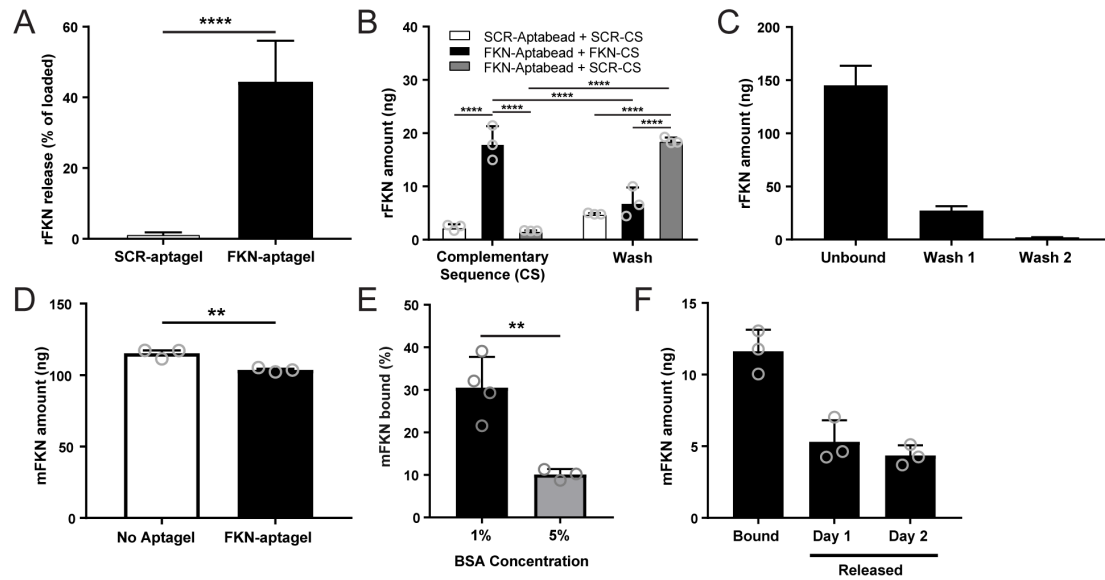 A
rFKN release (% of loaded)
60
40
20
0
****
SCR-aptagel
FKN-aptagel
B
rFKN amount (ng)
40
30
20
10
0
SCR-Aptabead + SCR-CS
FKN-Aptabead + FKN-CS
FKN-Aptabead + SCR-CS
****
****
****
****
****
****
Complementary
Sequence (CS)
Wash
C
rFKN amount (ng)
200
150
100
50
0
Unbound
Wash 1
Wash 2
D
mFKN amount (ng)
150
100
50
0
**
No Aptagel
FKN-aptagel
E
mFKN bound (%)
50
40
30
20
10
0
**
1%
5%
BSA Concentration
F
mFKN amount (ng)
15
10
5
0
Bound
Day 1
Day 2
Released